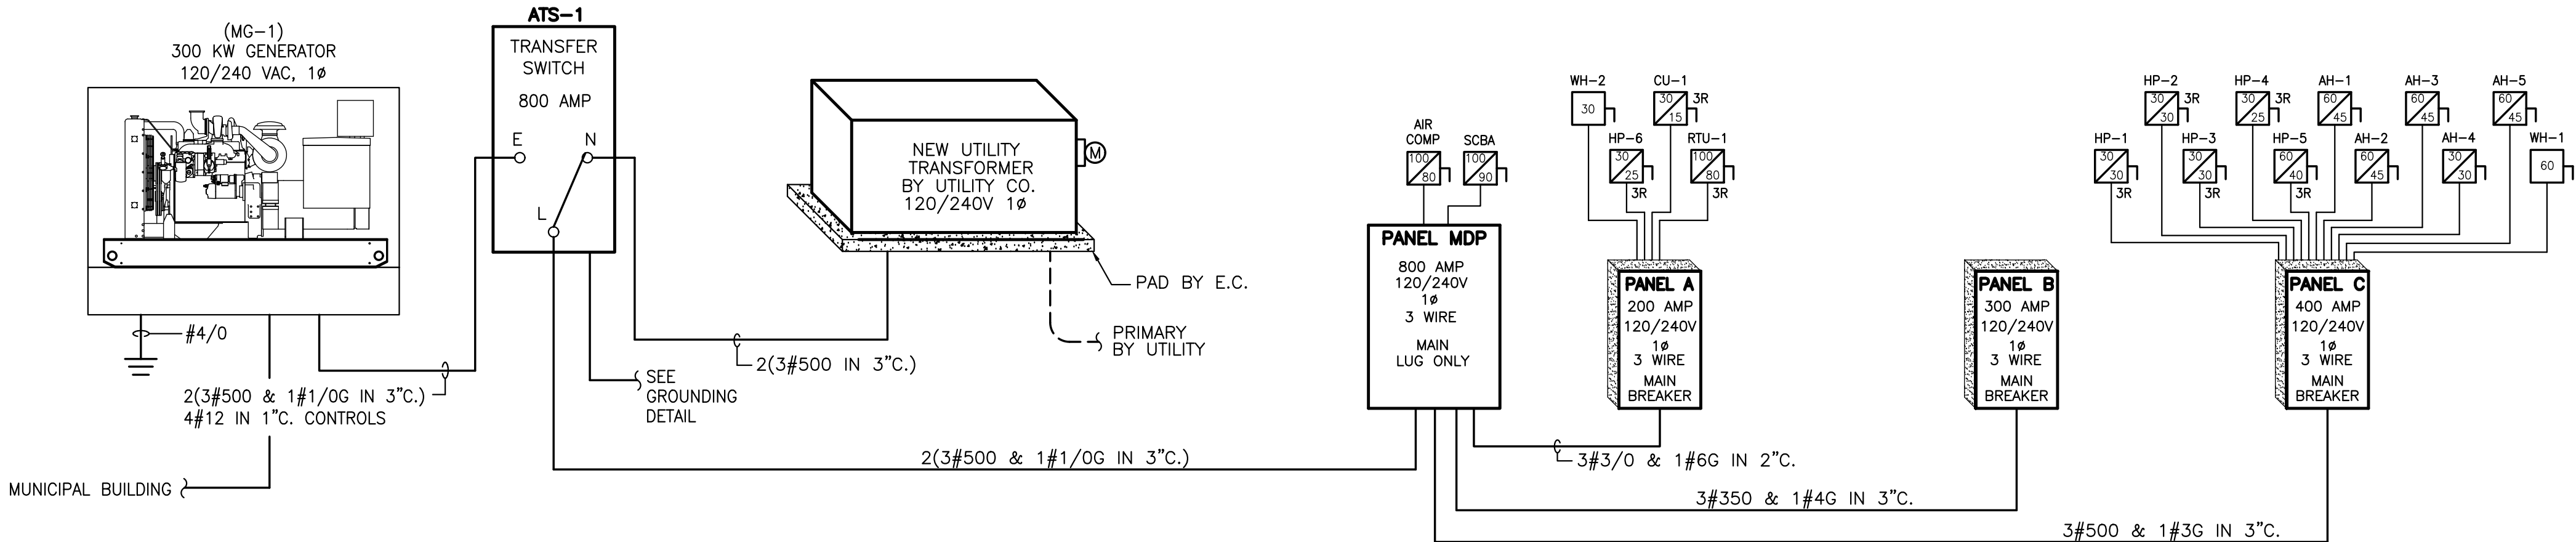 (MG-1)
300 KW GENERATOR
120/240 VAC, 1ø
#4/0
2(3#500 & 1#1/0G IN 3"C.)
4#12 IN 1"C. CONTROLS
MUNICIPAL BUILDING
ATS-1
TRANSFER
SWITCH
800 AMP
E
N
L
SEE
GROUNDING
DETAIL
NEW UTILITY
TRANSFORMER
BY UTILITY CO.
120/240V 1ø
M
PAD BY E.C.
PRIMARY
BY UTILITY
2(3#500 IN 3"C.)
2(3#500 & 1#1/0G IN 3"C.)
AIR
COMP
100
80
SCBA
100
90
PANEL MDP
800 AMP
120/240V
1ø
3 WIRE
MAIN
LUG ONLY
WH-2
30
CU-1
30
15
3R
HP-6
30
25
3R
RTU-1
100
80
3R
PANEL A
200 AMP
120/240V
1ø
3 WIRE
MAIN
BREAKER
3#3/0 & 1#6G IN 2"C.
PANEL B
300 AMP
120/240V
1ø
3 WIRE
MAIN
BREAKER
3#350 & 1#4G IN 3"C.
HP-2
30
30
3R
HP-4
30
25
3R
AH-1
60
45
AH-3
60
45
AH-5
60
45
HP-1
30
30
3R
HP-3
30
30
3R
HP-5
60
40
3R
AH-2
60
45
AH-4
30
30
WH-1
60
PANEL C
400 AMP
120/240V
1ø
3 WIRE
MAIN
BREAKER
3#500 & 1#3G IN 3"C.